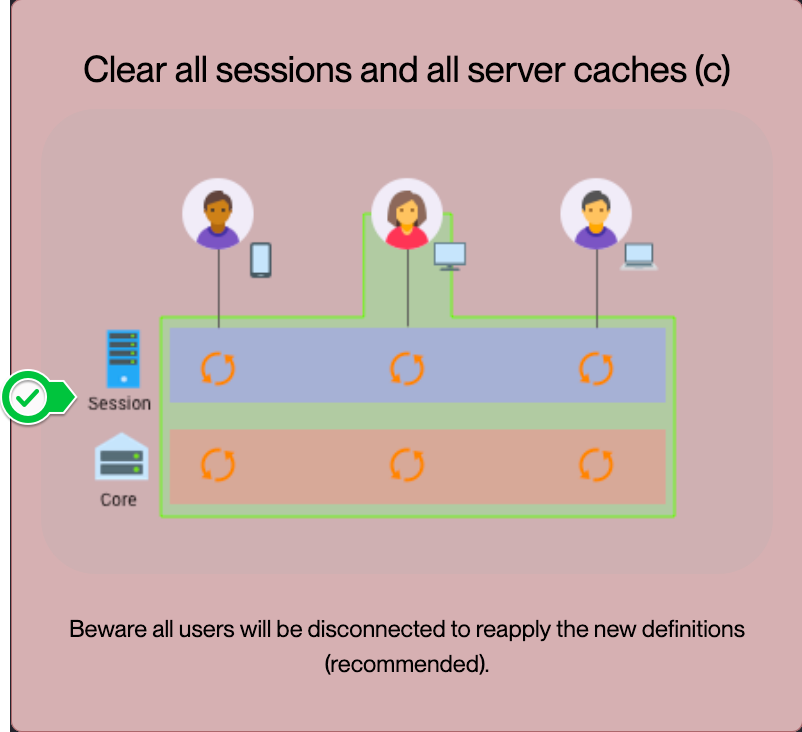 Clear all sessions and all server caches (c)
Session
Core
Beware all users will be disconnected to reapply the new definitions
(recommended).